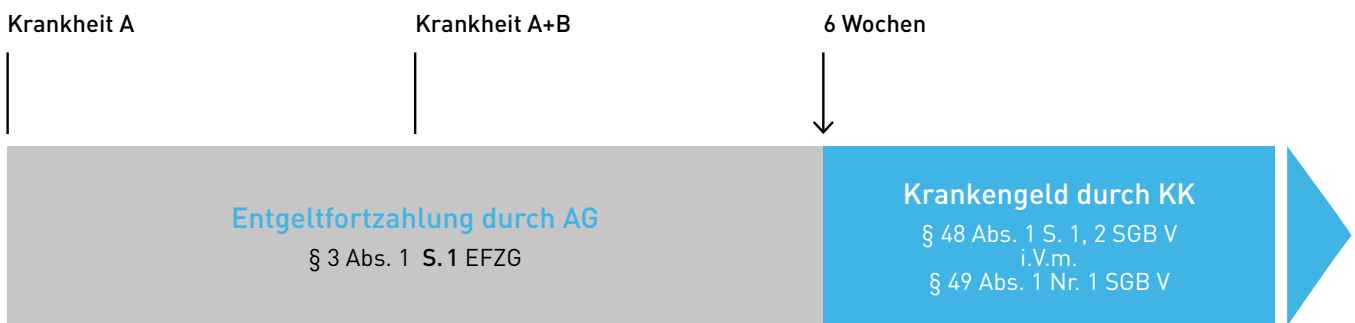 Krankheit A
Krankheit A+B
6 Wochen
Entgeltfortzahlung durch AG
§ 3 Abs. 1 S. 1 EFZG
Krankengeld durch KK
§ 48 Abs. 1 S. 1, 2 SGB V
i.V.m.
§ 49 Abs. 1 Nr. 1 SGB V